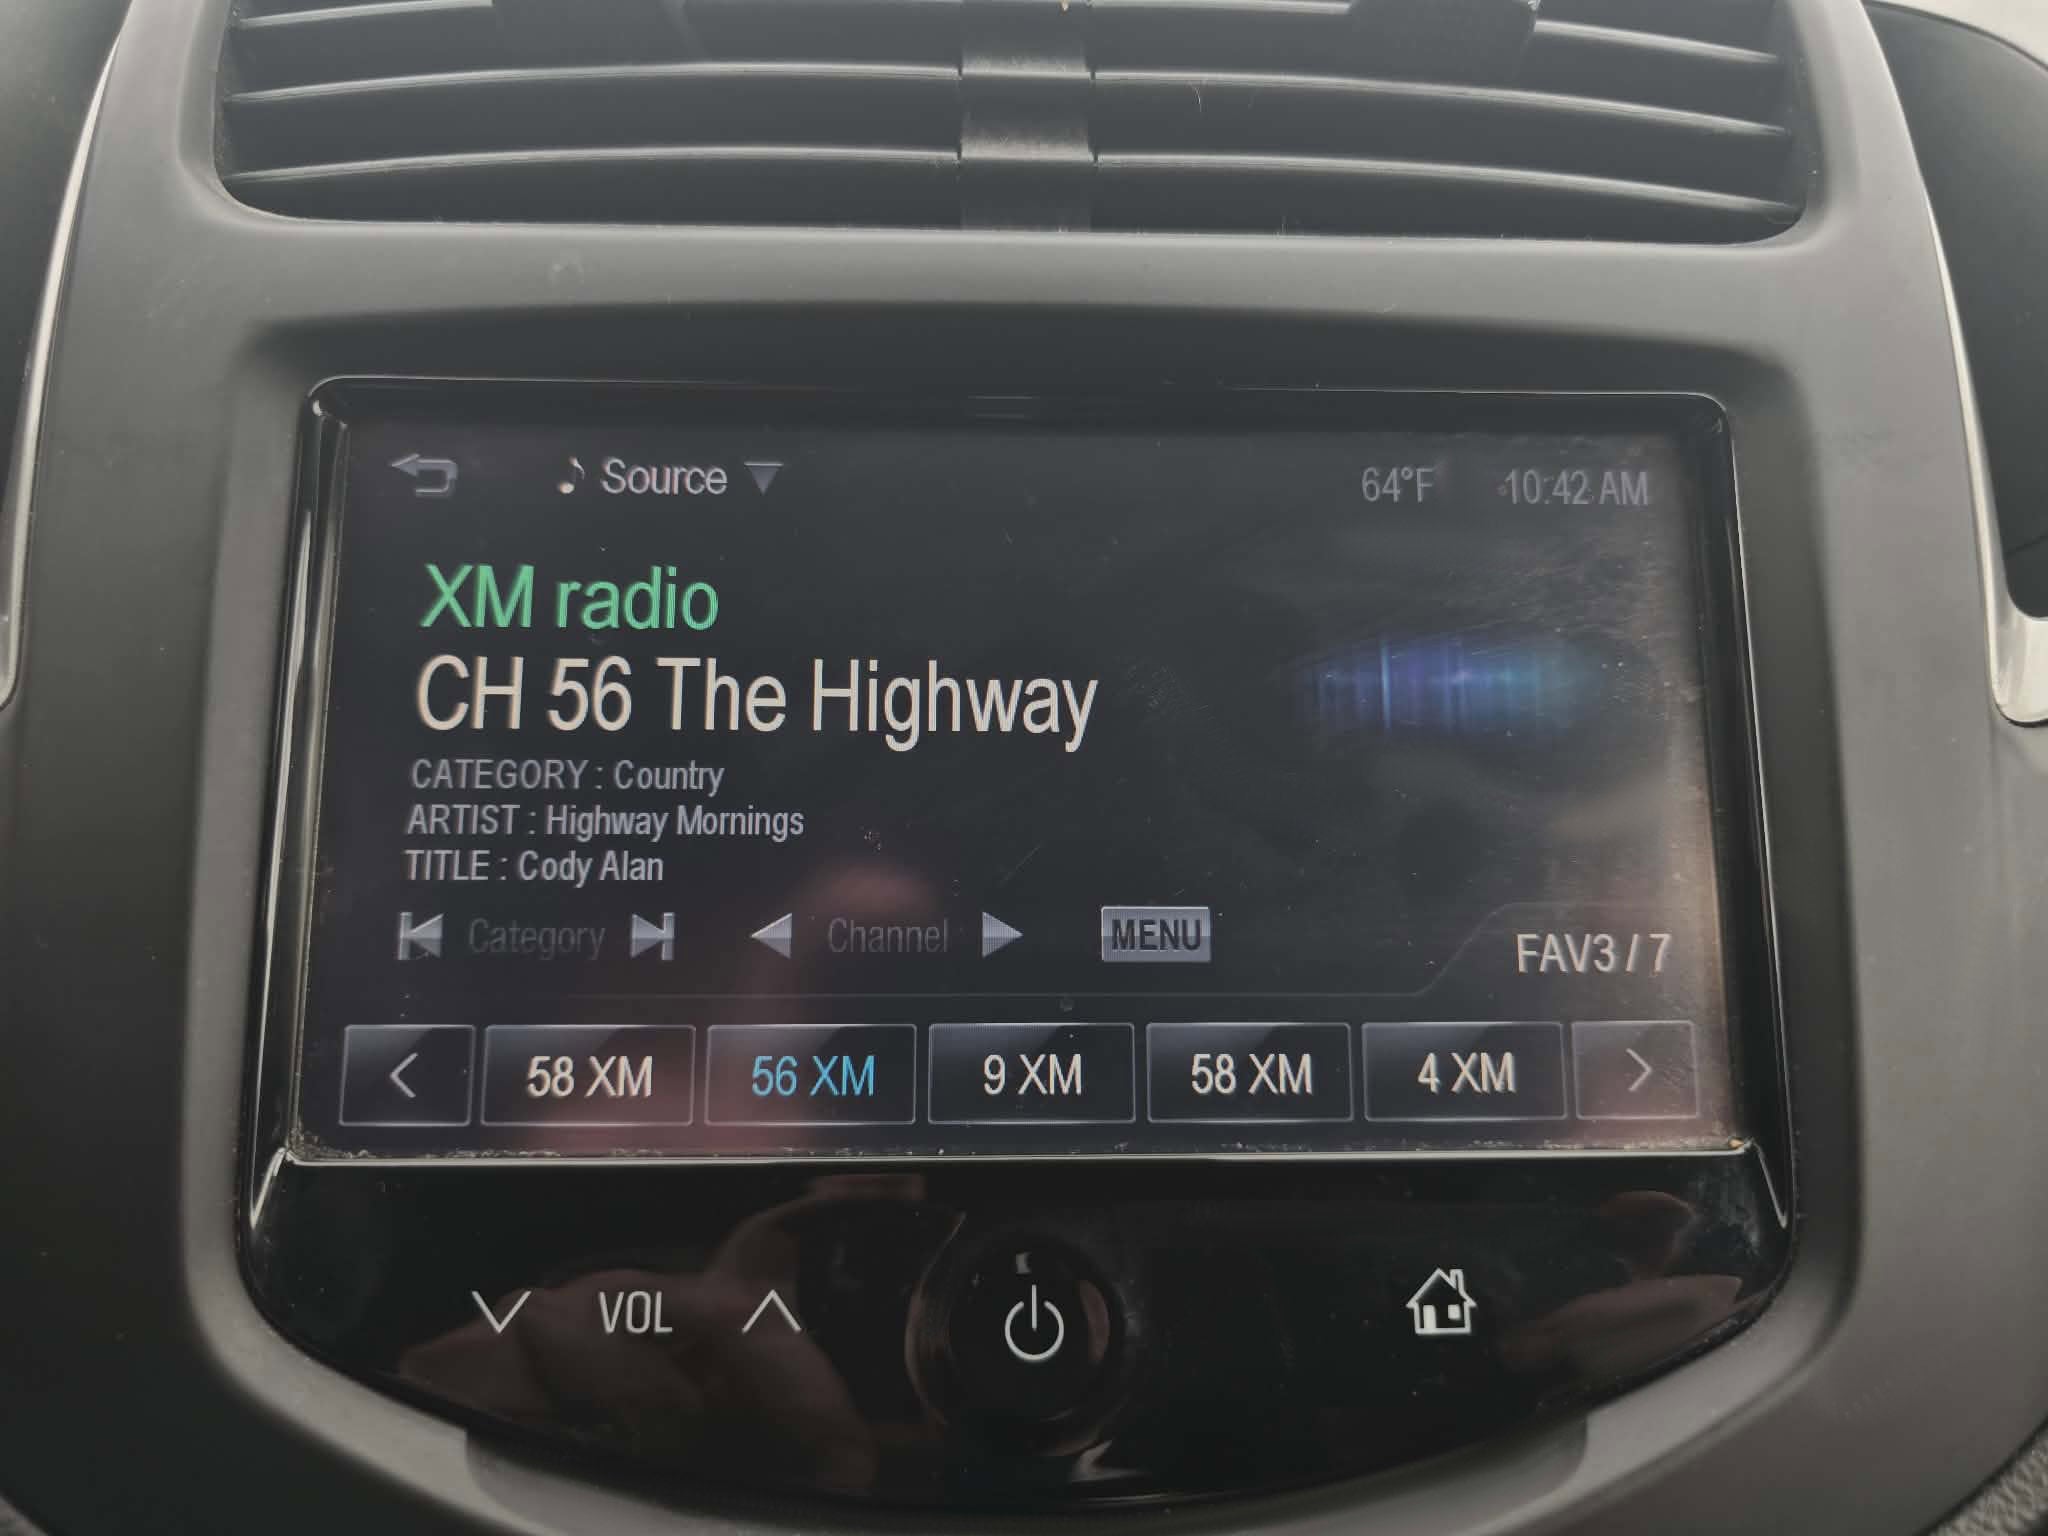 Source 64°F 10:42 AM
XM radio
CH 56 The Highway
CATEGORY : Country
ARTIST : Highway Mornings
TITLE : Cody Alan
Category Channel MENU FAV3 / 7
58 XM 56 XM 9 XM 58 XM 4 XM
VOL